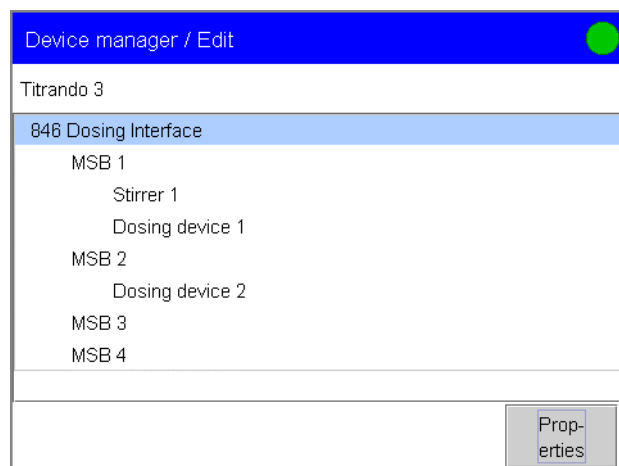 Device manager / Edit
Titrando 3
846 Dosing Interface
MSB 1
Stirrer 1
Dosing device 1
MSB 2
Dosing device 2
MSB 3
MSB 4
Prop-
erties